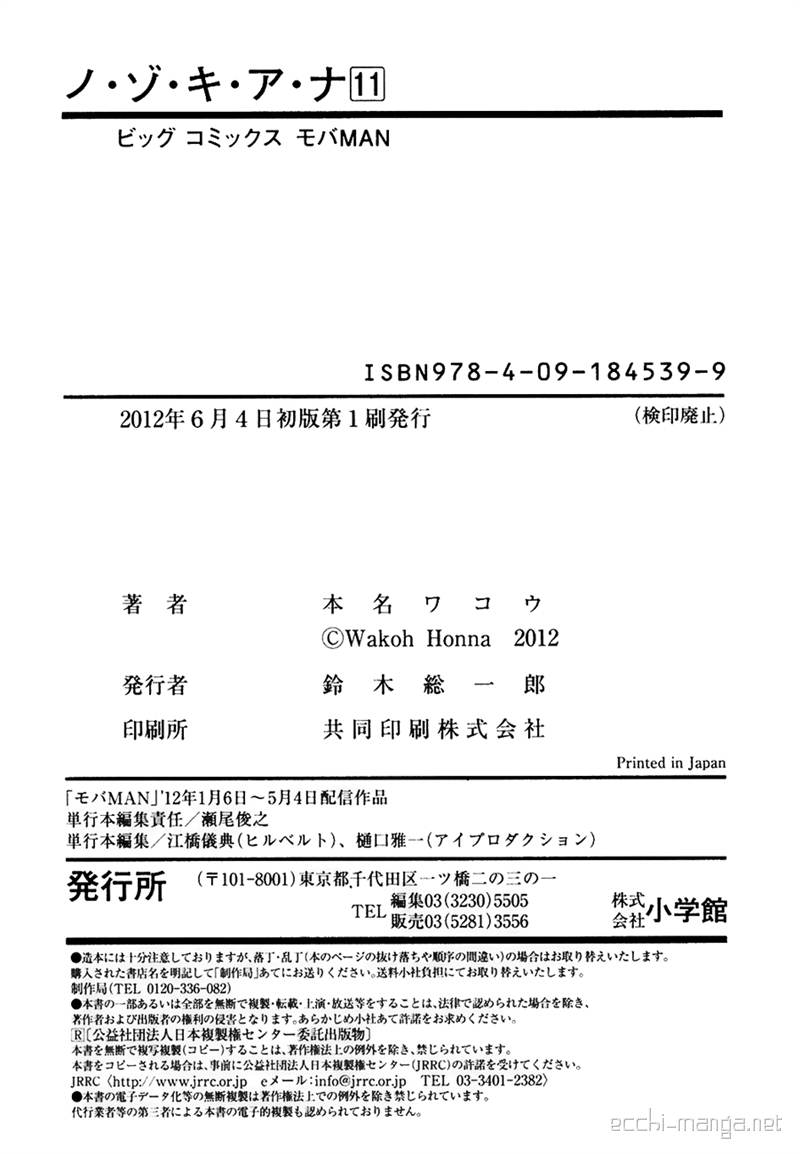 ノ・ゾ・キ・ア・ナ 11
ビッグ コミックス モバMAN
ISBN978-4-09-184539-9
2012年6月4日初版第1刷発行 (検印廃止)
著者 本名ワコウ
©Wakoh Honna 2012
発行者 鈴木総一郎
印刷所 共同印刷株式会社
Printed in Japan
「モバMAN」'12年1月6日〜5月4日配信作品
単行本編集責任／瀬尾俊之
単行本編集／江橋儀典(ヒルベルト)、樋口雅一(アイプロダクション)
発行所 (〒101-8001)東京都千代田区一ツ橋二の三の一
TEL 編集03(3230)5505
販売03(5281)3556
株式会社 小学館
●造本には十分注意しておりますが、落丁・乱丁(本のページの抜け落ちや順序の間違い)の場合はお取り替えいたします。
購入された書店名を明記して「制作局」あてにお送りください。送料小社負担にてお取り替えいたします。
制作局(TEL 0120-336-082)
●本書の一部あるいは全部を無断で複製・転載・上演・放送等をすることは、法律で認められた場合を除き、
著作者および出版者の権利の侵害となります。あらかじめ小社あて許諾をお求めください。
R[公益社団法人日本複製権センター委託出版物]
本書を無断で複写複製(コピー)することは、著作権法上の例外を除き、禁じられています。
本書をコピーされる場合は、事前に公益社団法人日本複製権センター(JRRC)の許諾を受けてください。
JRRC〈http://www.jrrc.or.jp eメール:info@jrrc.or.jp TEL 03-3401-2382〉
●本書の電子データ化等の無断複製は著作権法上での例外を除き禁じられています。
代行業者等の第三者による本書の電子的複製も認められておりません。
ecchi-manga.net